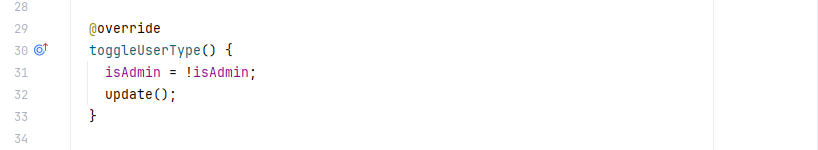 28
29 @override
30 toggleUserType() {
31 isAdmin = !isAdmin;
32 update();
33 }
34